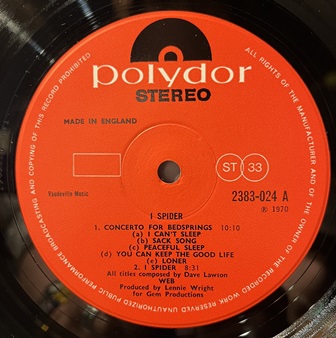 polydor
STEREO
MADE IN ENGLAND
ST 33
2383-024 A
Vaudeville Music
℗ 1970
I SPIDER
1. CONCERTO FOR BEDSPRINGS 10:10
(a) I CAN'T SLEEP
(b) SACK SONG
(c) PEACEFUL SLEEP
(d) YOU CAN KEEP THE GOOD LIFE
(e) LONER
2. I SPIDER 8:31
All titles composed by Dave Lawson
WEB
Produced by Lennie Wright
for Gem Productions
ALL RIGHTS OF THE MANUFACTURER AND OF THE OWNER OF THE RECORDED WORK RESERVED UNAUTHORIZED PUBLIC PERFORMANCE BROADCASTING AND COPYING OF THIS RECORD PROHIBITED